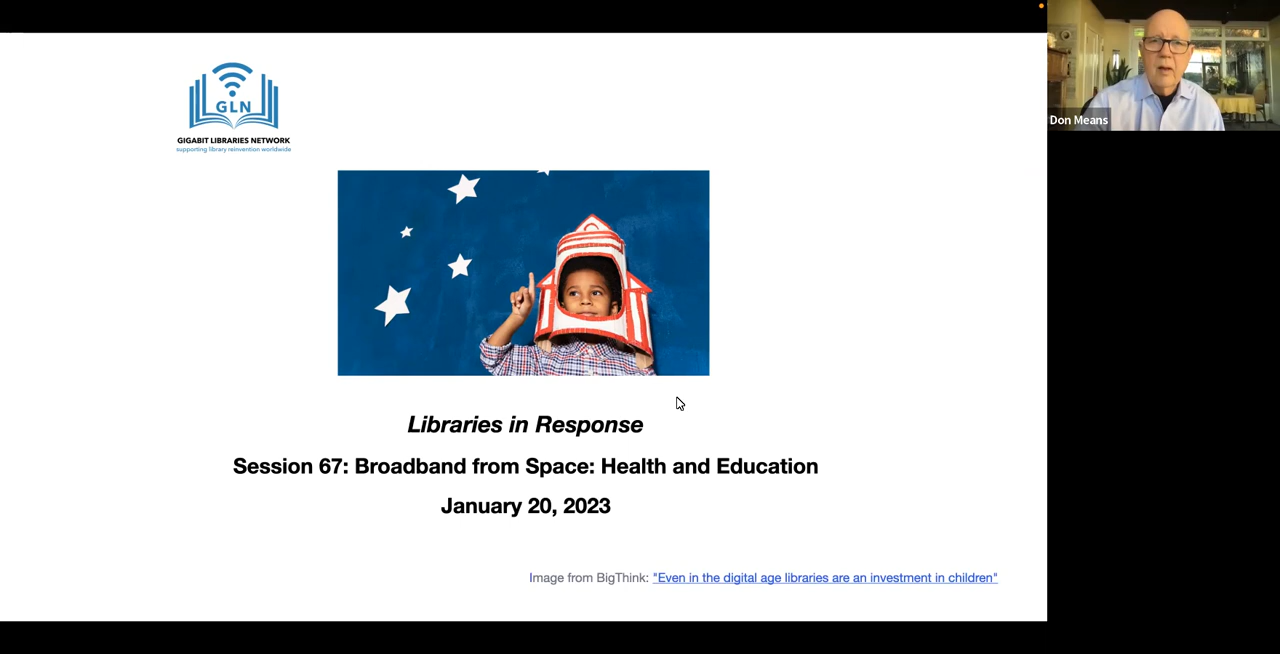 GLN
GIGABIT LIBRARIES NETWORK
supporting library reinvention worldwide
Don Means
Libraries in Response
Session 67: Broadband from Space: Health and Education
January 20, 2023
Image from BigThink: "Even in the digital age libraries are an investment in children"